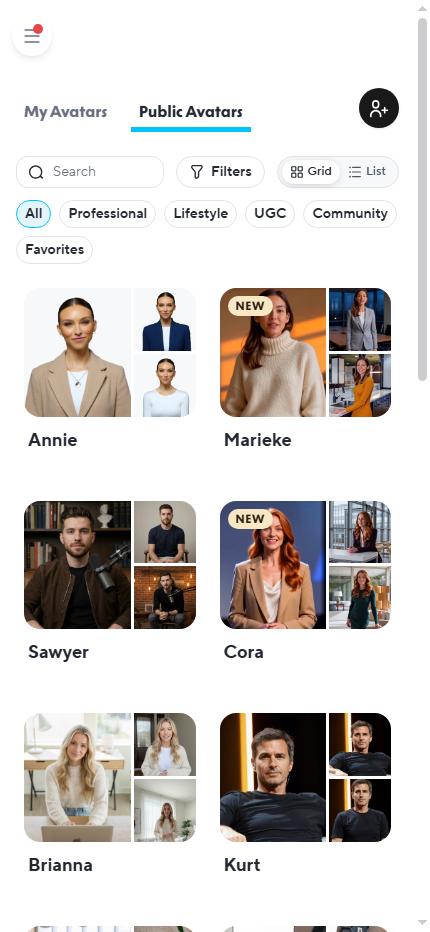 My Avatars Public Avatars
Search Filters Grid List
All Professional Lifestyle UGC Community
Favorites
NEW
Annie Marieke
NEW
Sawyer Cora
Brianna Kurt